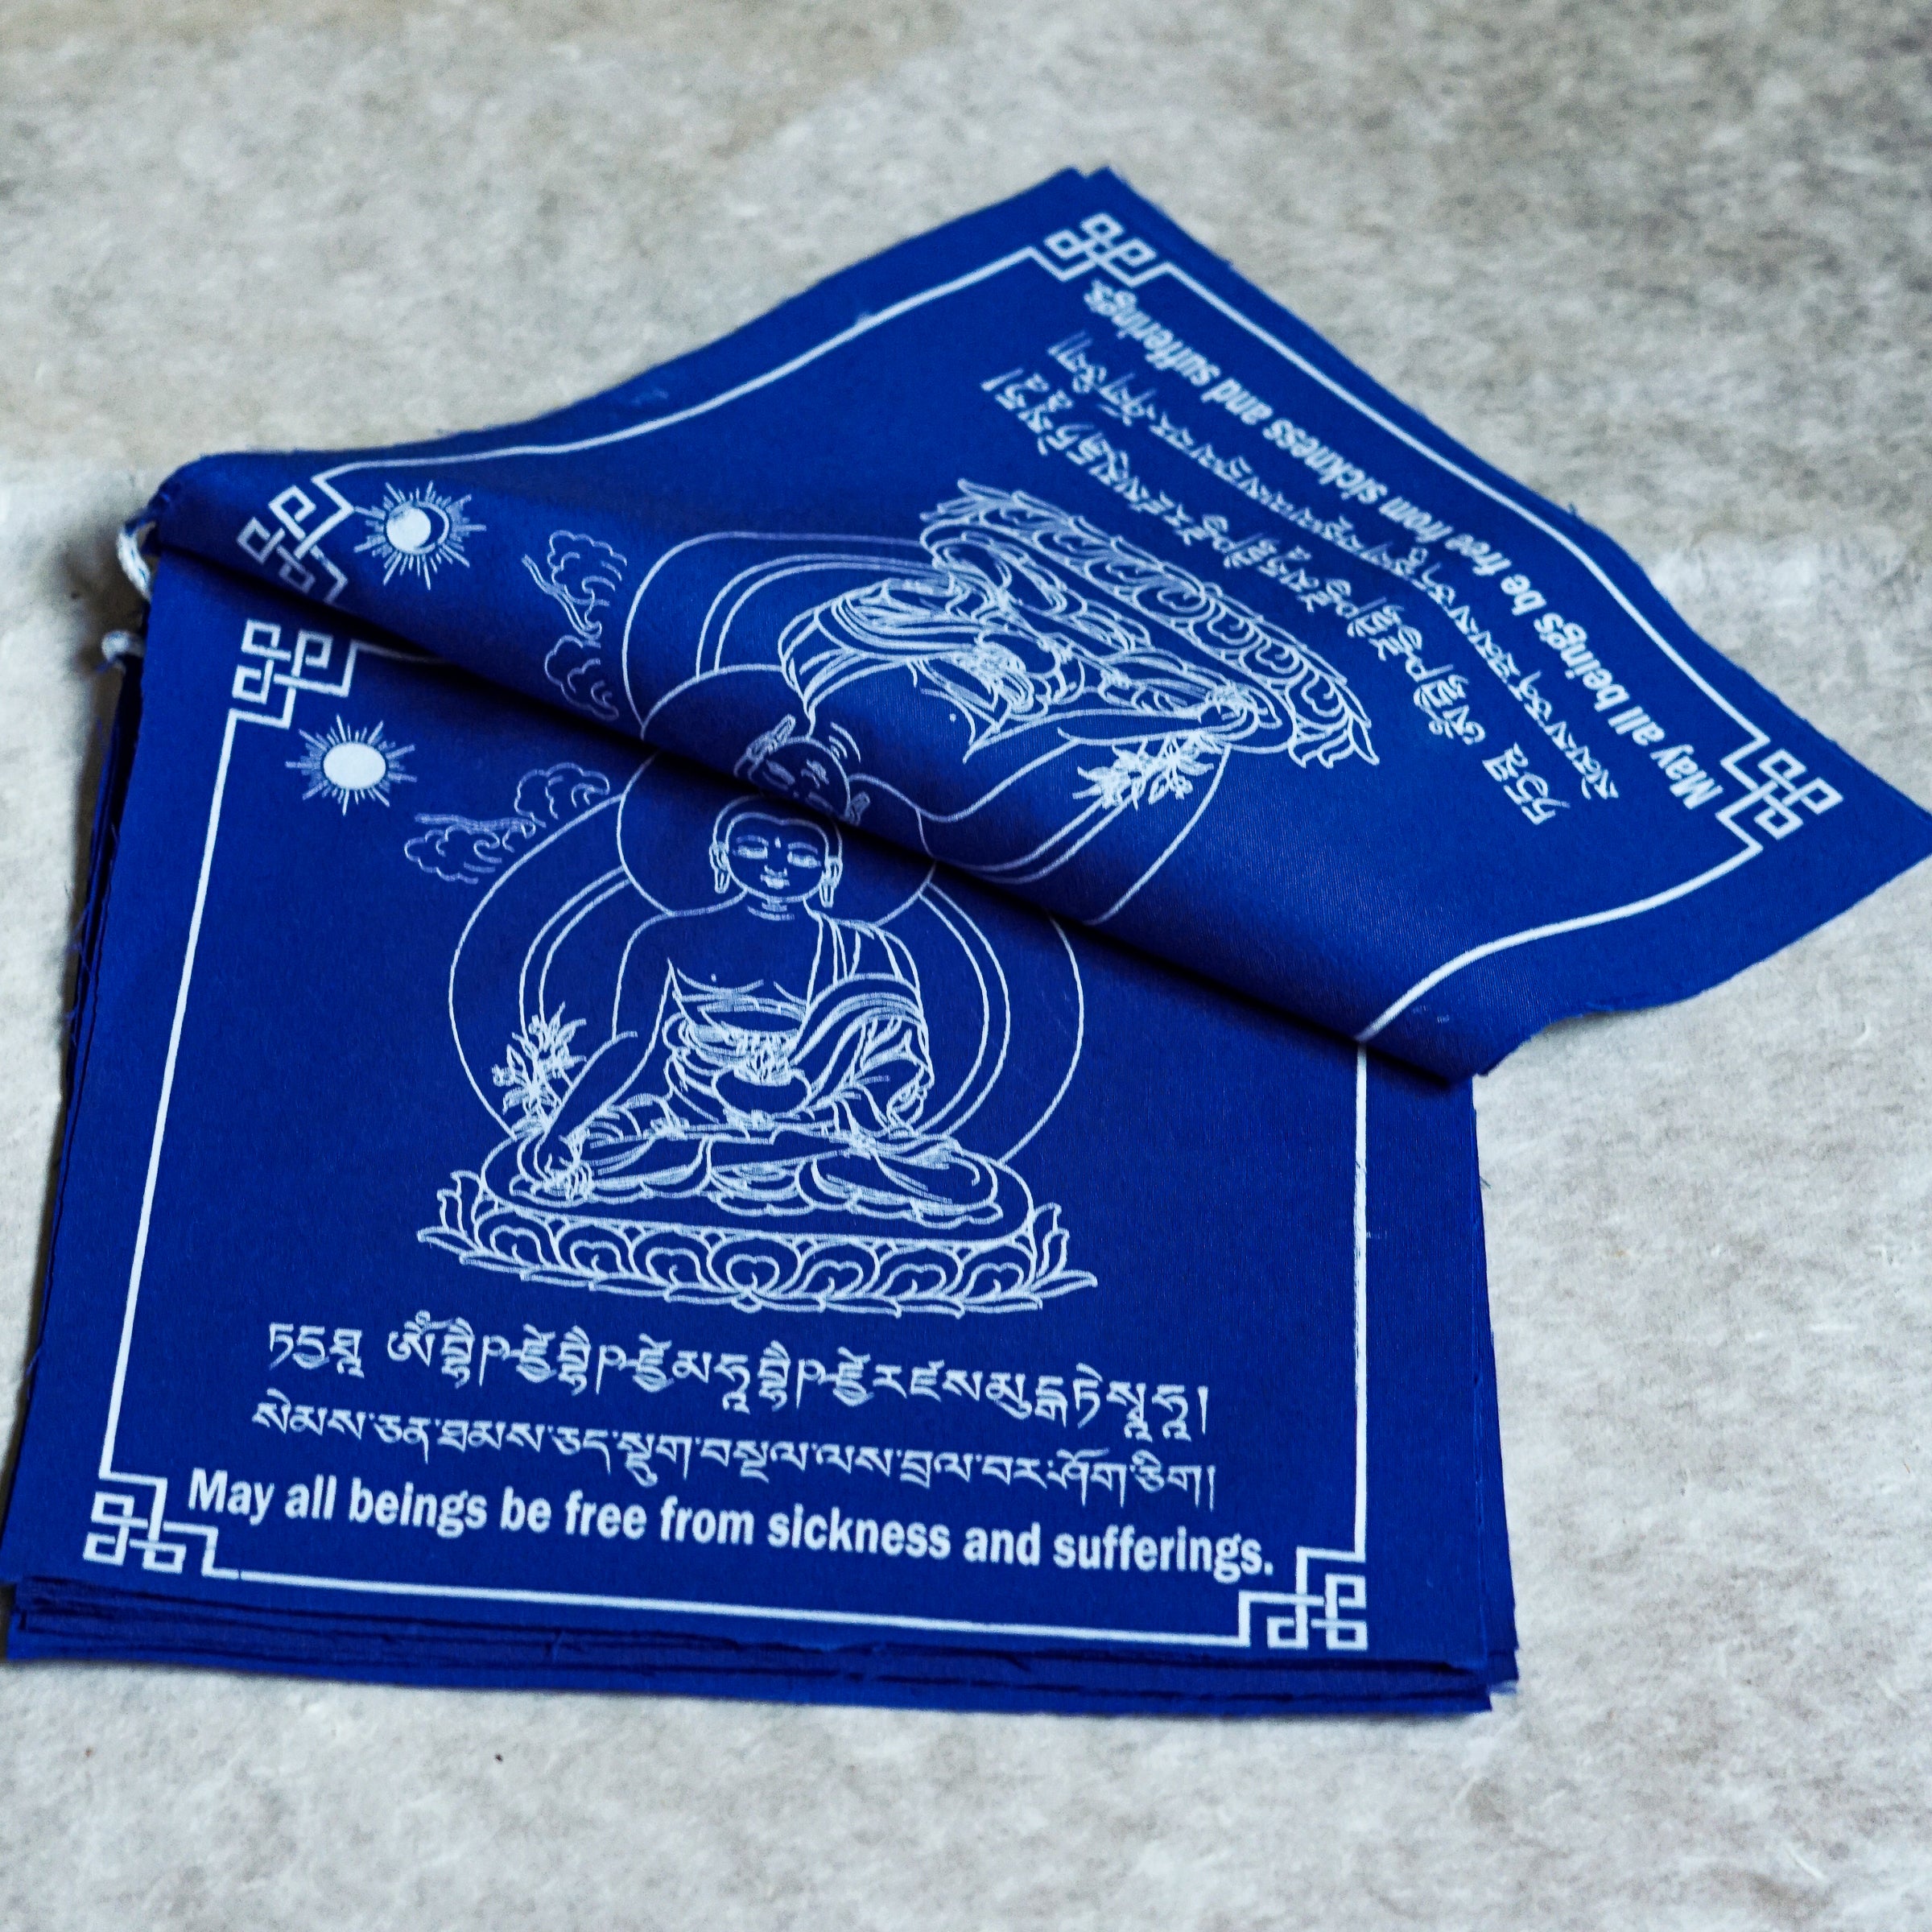 ཏདྱ་ཐཱ ཨོཾ་བྷཻ་ཥ་ཛྱེ་བྷཻ་ཥ་ཛྱེ་མ་ཧཱ་བྷཻ་ཥ་ཛྱེ་ར་ཛ་ས་མུདྒ་ཏེ་སྭཱ་ཧཱ།
སེམས་ཅན་ཐམས་ཅད་སྡུག་བསྔལ་ལས་བྲལ་བར་ཤོག་ཅིག།
May all beings be free from sickness and sufferings.
May all beings be free from sickness and sufferings.